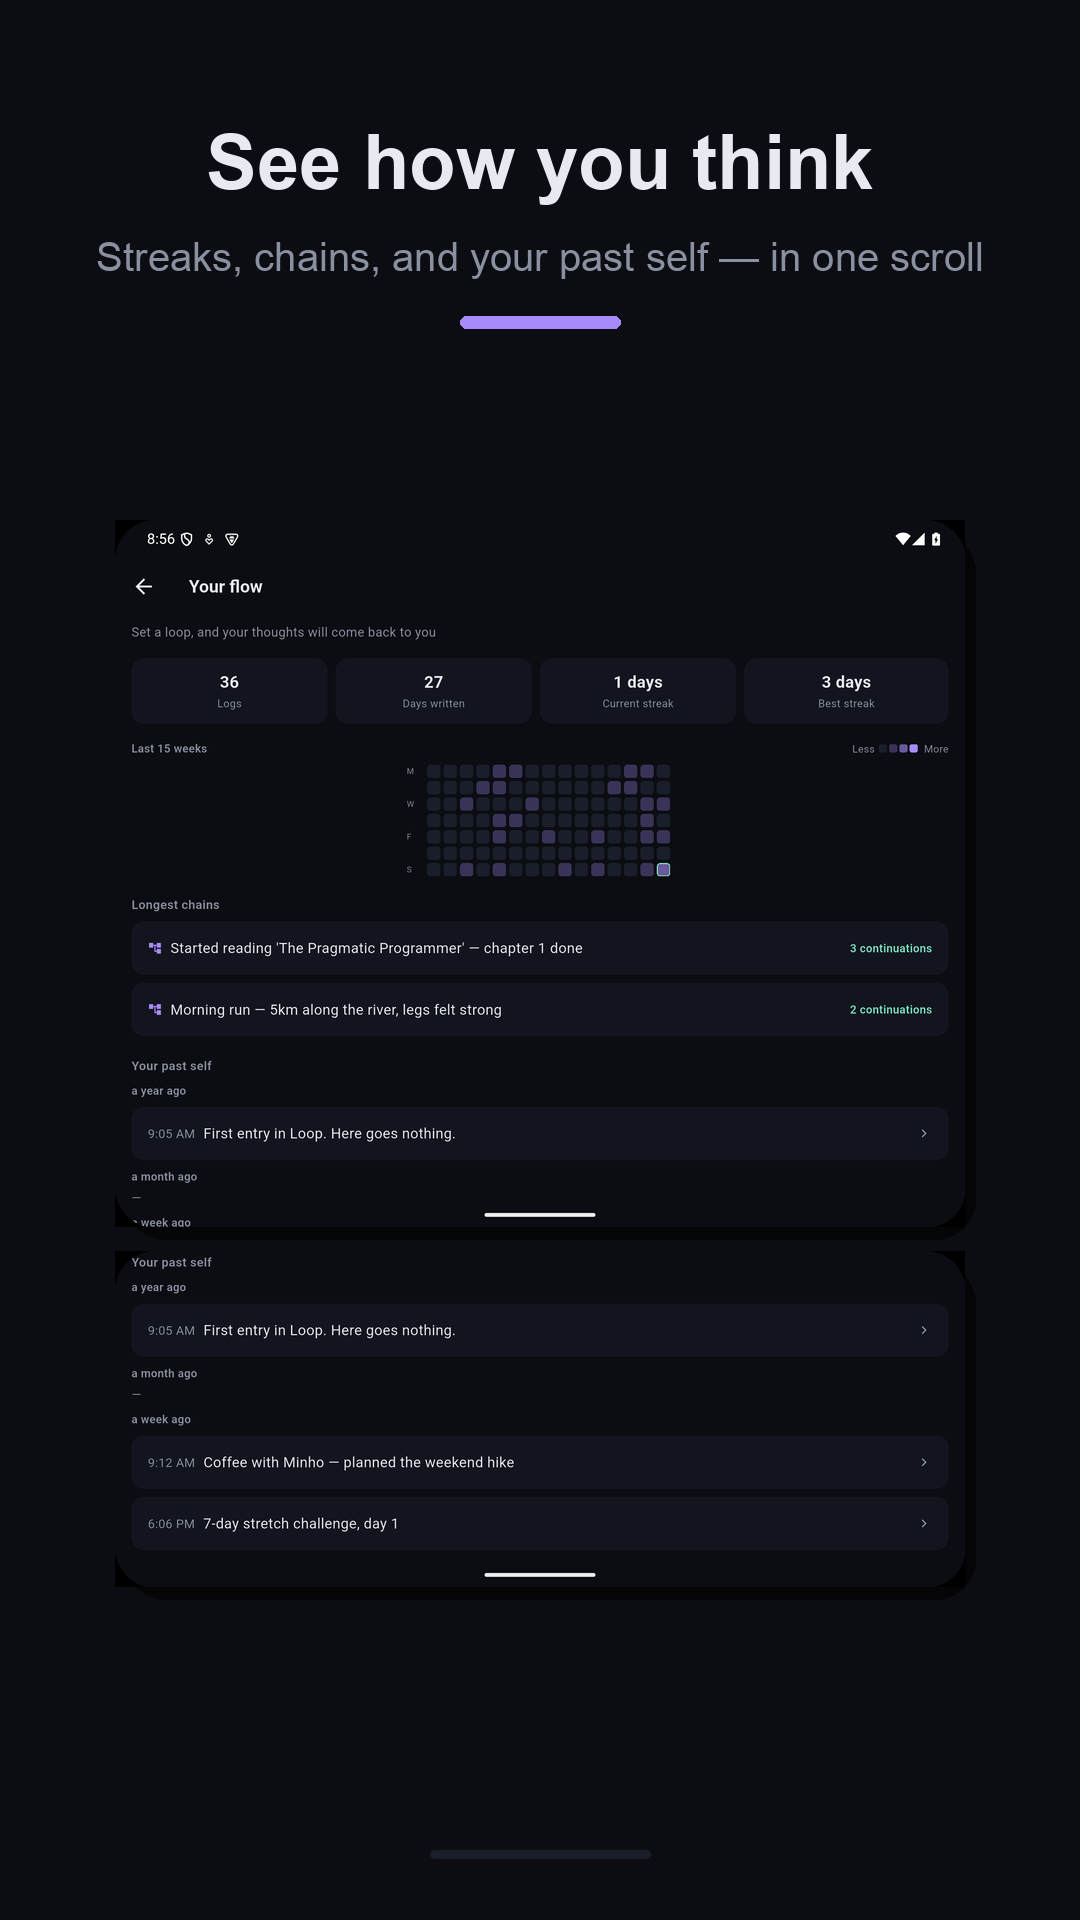 See how you think
Streaks, chains, and your past self — in one scroll
8:56
Your flow
Set a loop, and your thoughts will come back to you
36
Logs
27
Days written
1 days
Current streak
3 days
Best streak
Last 15 weeks
Less More
M
W
F
S
Longest chains
Started reading 'The Pragmatic Programmer' — chapter 1 done 3 continuations
Morning run — 5km along the river, legs felt strong 2 continuations
Your past self
a year ago
9:05 AM First entry in Loop. Here goes nothing.
a month ago
—
a week ago
Your past self
a year ago
9:05 AM First entry in Loop. Here goes nothing.
a month ago
—
a week ago
9:12 AM Coffee with Minho — planned the weekend hike
6:06 PM 7-day stretch challenge, day 1